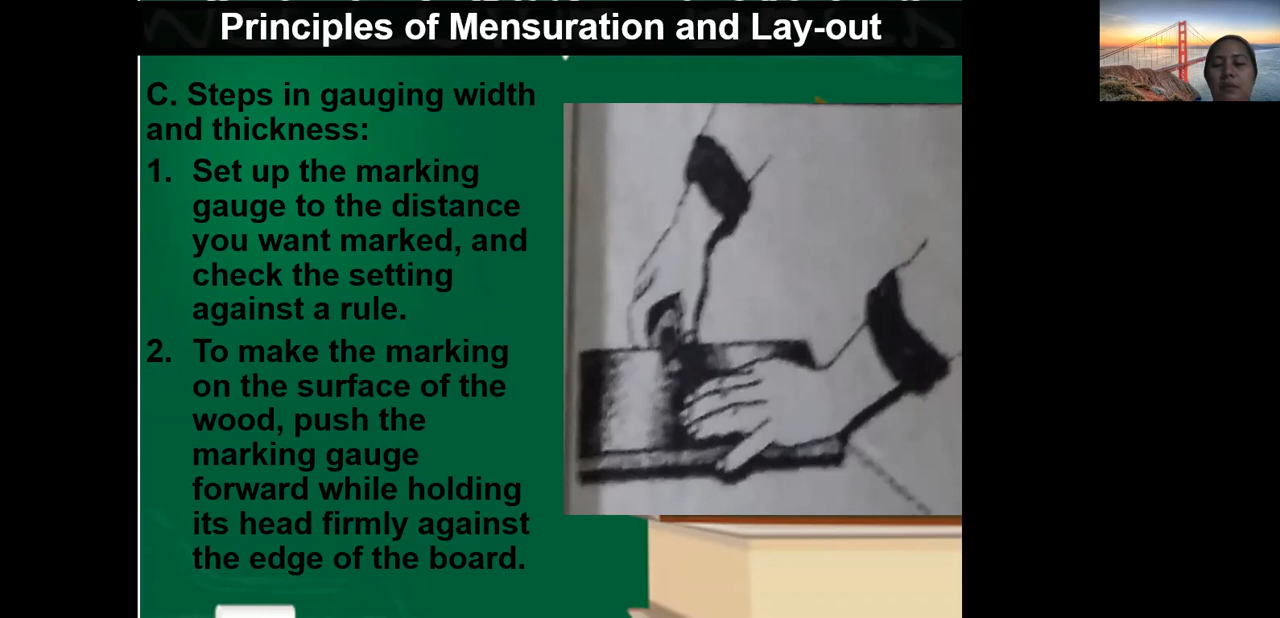 Principles of Mensuration and Lay-out
C. Steps in gauging width
and thickness:
1. Set up the marking
gauge to the distance
you want marked, and
check the setting
against a rule.
2. To make the marking
on the surface of the
wood, push the
marking gauge
forward while holding
its head firmly against
the edge of the board.